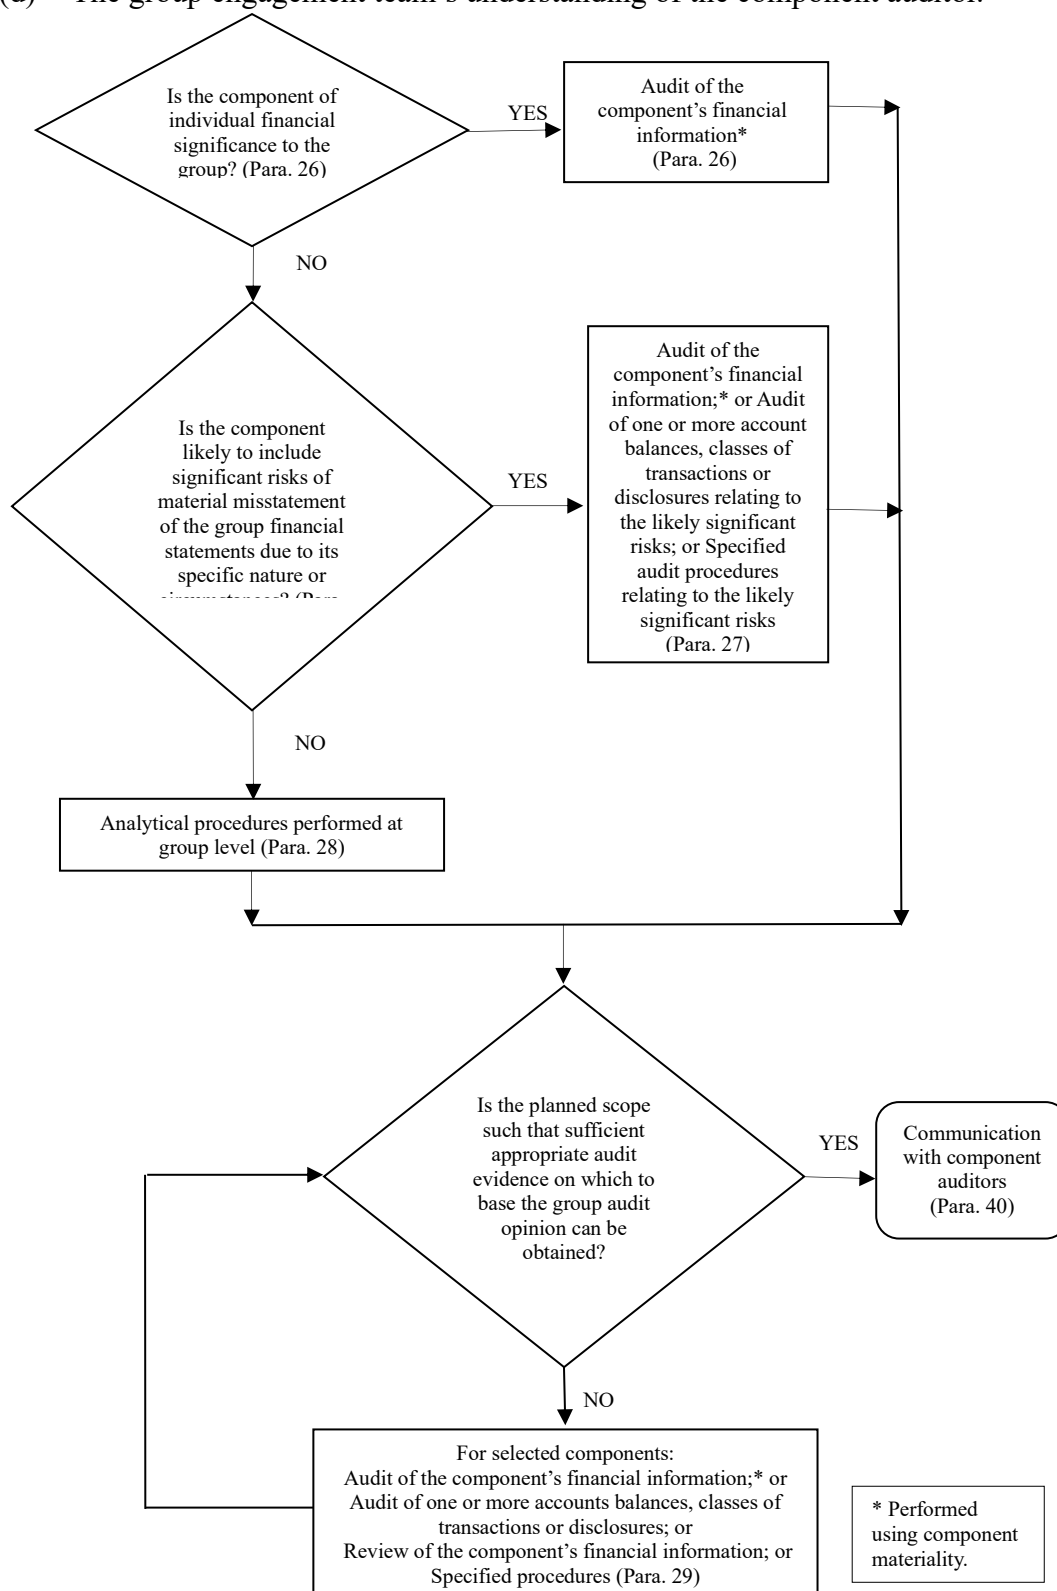 (d) The group engagement team's understanding of the component auditor.
Is the component of
individual financial
significance to the
group? (Para. 26)
YES
Audit of the
component's financial
information*
(Para. 26)
NO
Is the component
likely to include
significant risks of
material misstatement
of the group financial
statements due to its
specific nature or
circumstances? (Para.
YES
Audit of the
component's financial
information;* or Audit
of one or more account
balances, classes of
transactions or
disclosures relating to
the likely significant
risks; or Specified
audit procedures
relating to the likely
significant risks
(Para. 27)
NO
Analytical procedures performed at
group level (Para. 28)
Is the planned scope
such that sufficient
appropriate audit
evidence on which to
base the group audit
opinion can be
obtained?
YES
Communication
with component
auditors
(Para. 40)
NO
For selected components:
Audit of the component's financial information;* or
Audit of one or more accounts balances, classes of
transactions or disclosures; or
Review of the component's financial information; or
Specified procedures (Para. 29)
* Performed
using component
materiality.